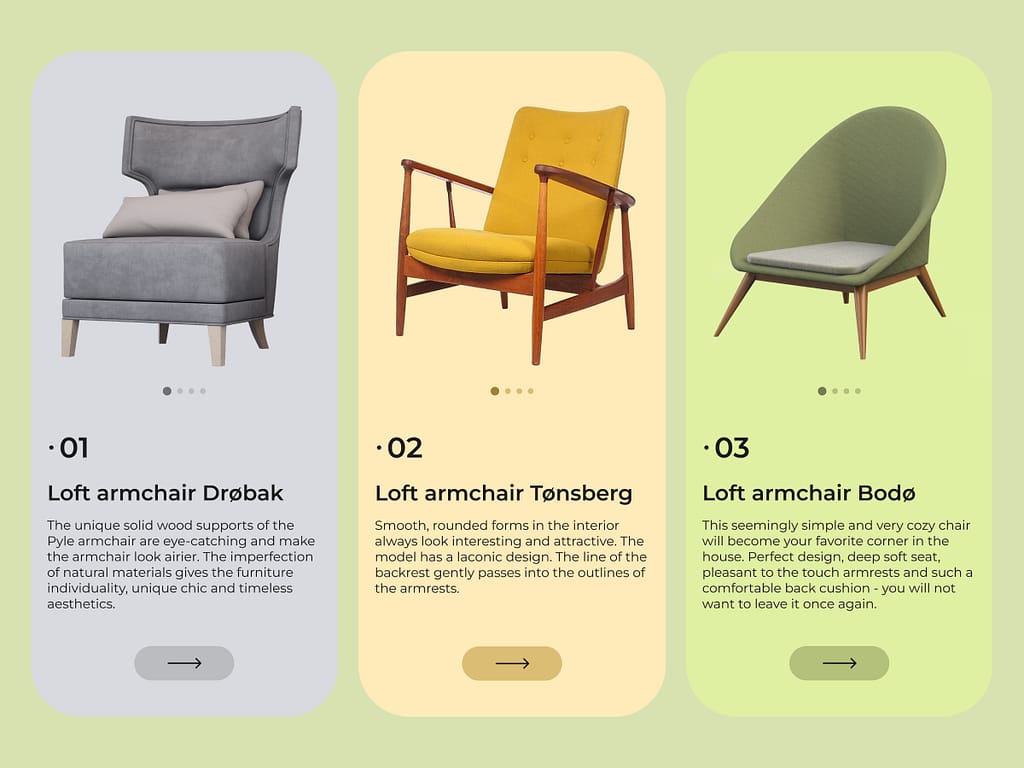 · 01
Loft armchair Drøbak
The unique solid wood supports of the
Pyle armchair are eye-catching and make
the armchair look airier. The imperfection
of natural materials gives the furniture
individuality, unique chic and timeless
aesthetics.
· 02
Loft armchair Tønsberg
Smooth, rounded forms in the interior
always look interesting and attractive. The
model has a laconic design. The line of the
backrest gently passes into the outlines of
the armrests.
· 03
Loft armchair Bodø
This seemingly simple and very cozy chair
will become your favorite corner in the
house. Perfect design, deep soft seat,
pleasant to the touch armrests and such a
comfortable back cushion - you will not
want to leave it once again.